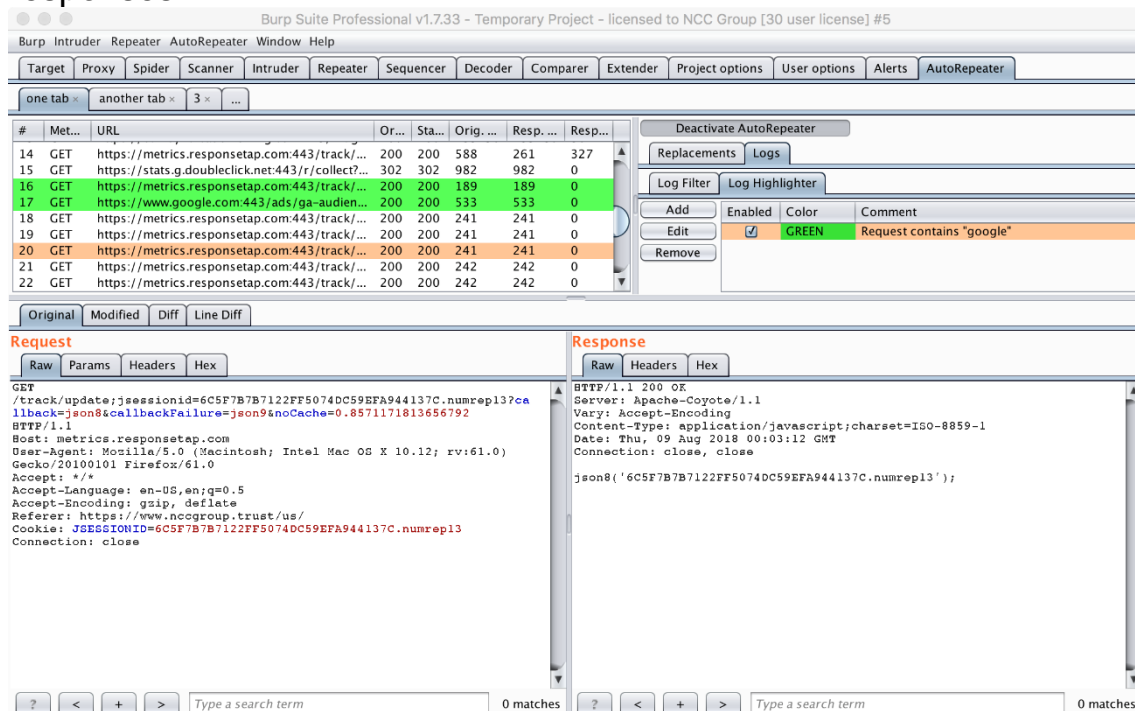 Burp Suite Professional v1.7.33 - Temporary Project - licensed to NCC Group [30 user license] #5
Burp Intruder Repeater AutoRepeater Window Help
Target Proxy Spider Scanner Intruder Repeater Sequencer Decoder Comparer Extender Project options User options Alerts AutoRepeater
one tab × another tab × 3 × ...
# Met... URL Or... Sta... Orig. ... Resp. ... Resp...
14 GET https://metrics.responsetap.com:443/track/... 200 200 588 261 327
15 GET https://stats.g.doubleclick.net:443/r/collect?... 302 302 982 982 0
16 GET https://metrics.responsetap.com:443/track/... 200 200 189 189 0
17 GET https://www.google.com:443/ads/ga-audien... 200 200 533 533 0
18 GET https://metrics.responsetap.com:443/track/... 200 200 241 241 0
19 GET https://metrics.responsetap.com:443/track/... 200 200 241 241 0
20 GET https://metrics.responsetap.com:443/track/... 200 200 241 241 0
21 GET https://metrics.responsetap.com:443/track/... 200 200 242 242 0
22 GET https://metrics.responsetap.com:443/track/... 200 200 242 242 0
Deactivate AutoRepeater
Replacements Logs
Log Filter Log Highlighter
Add Enabled Color Comment
Edit GREEN Request contains "google"
Remove
Original Modified Diff Line Diff
Request
Raw Params Headers Hex
GET
/track/update;jsessionid=6C5F7B7B7122FF5074DC59EFA944137C.numrep13?ca
llback=json8&callbackFailure=json9&noCache=0.8571171813656792
HTTP/1.1
Host: metrics.responsetap.com
User-Agent: Mozilla/5.0 (Macintosh; Intel Mac OS X 10.12; rv:61.0)
Gecko/20100101 Firefox/61.0
Accept: */*
Accept-Language: en-US,en;q=0.5
Accept-Encoding: gzip, deflate
Referer: https://www.nccgroup.trust/us/
Cookie: JSESSIONID=6C5F7B7B7122FF5074DC59EFA944137C.numrep13
Connection: close
? < + > Type a search term 0 matches
Response
Raw Headers Hex
HTTP/1.1 200 OK
Server: Apache-Coyote/1.1
Vary: Accept-Encoding
Content-Type: application/javascript;charset=ISO-8859-1
Date: Thu, 09 Aug 2018 00:03:12 GMT
Connection: close, close
json8('6C5F7B7B7122FF5074DC59EFA944137C.numrep13');
? < + > Type a search term 0 matches